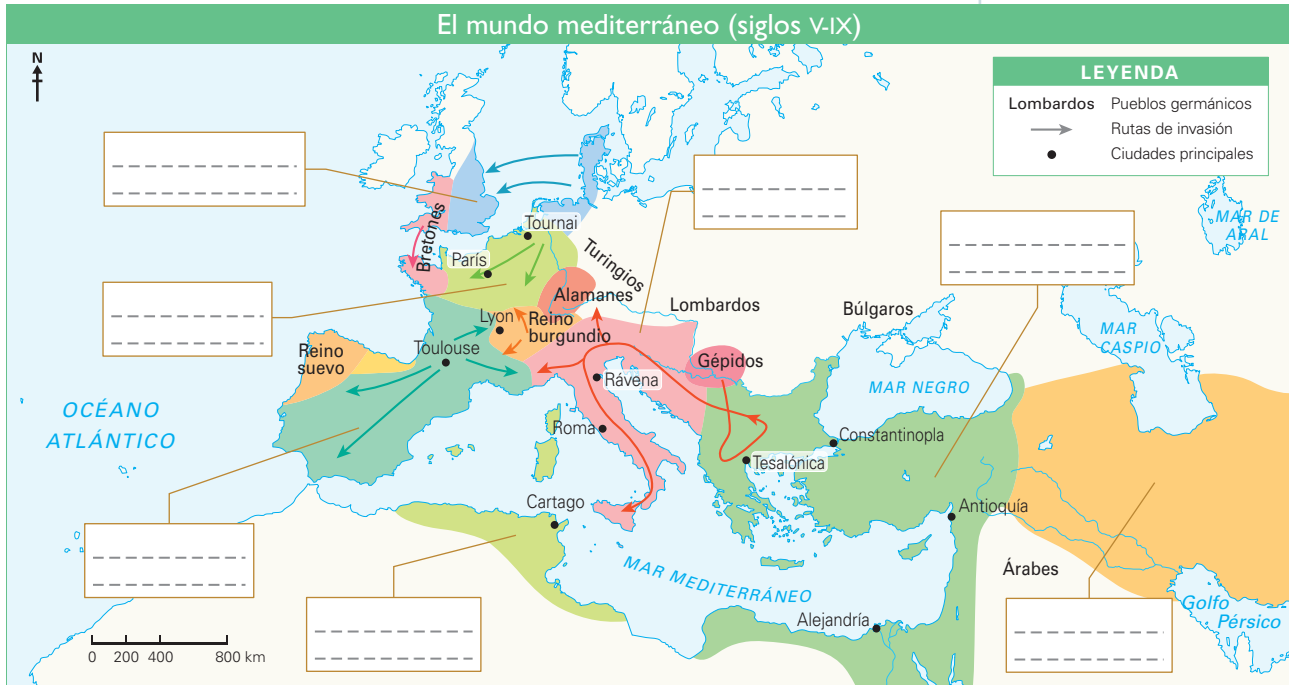 El mundo mediterráneo (siglos V-IX)
N
LEYENDA
Lombardos Pueblos germánicos
Rutas de invasión
Ciudades principales
MAR DE
ARAL
Bretones
Tournai
París
Turingios
Alamanes
Lombardos
Búlgaros
Lyon
Reino
burgundio
MAR
CASPIO
Reino
suevo
Toulouse
Gépidos
Rávena
MAR NEGRO
OCÉANO
ATLÁNTICO
Roma
Constantinopla
Tesalónica
Cartago
Antioquía
MAR MEDITERRÁNEO
Árabes
Alejandría
Golfo
Pérsico
0 200 400 800 km